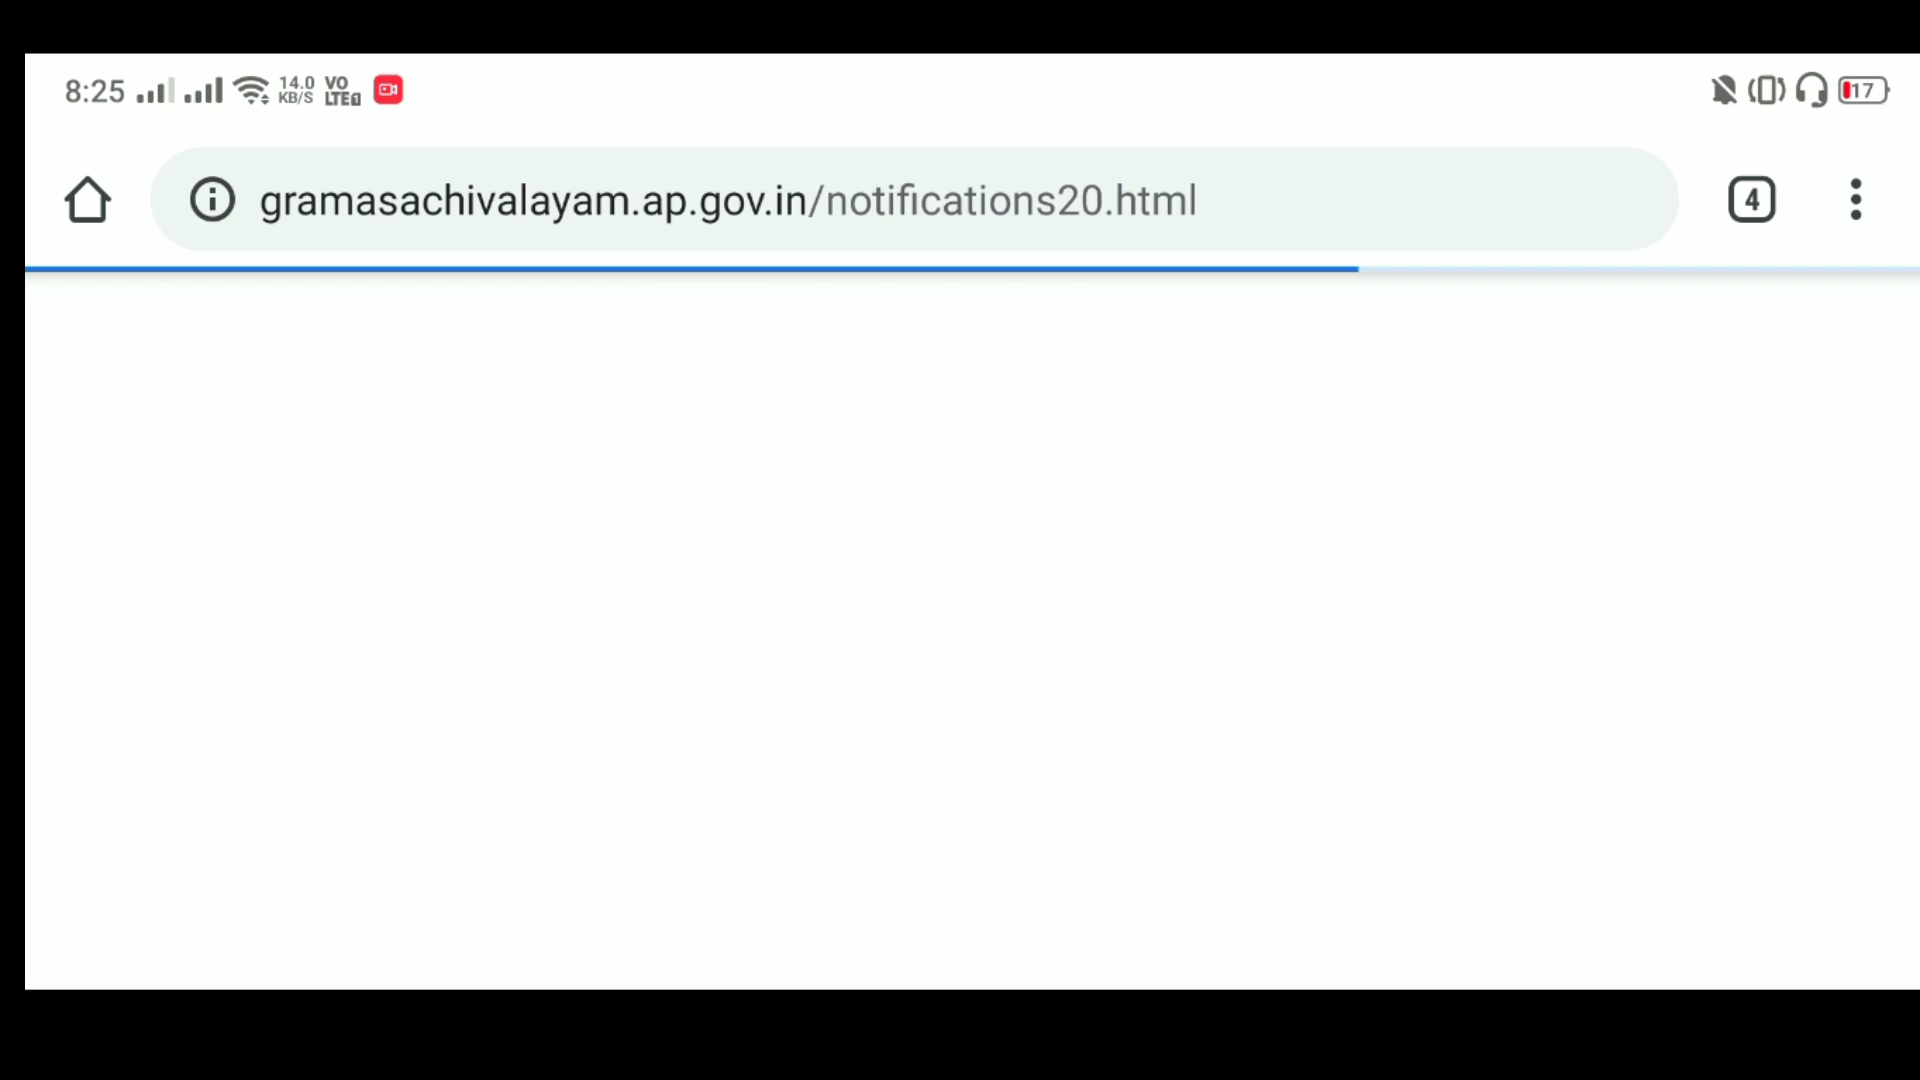 8:25 14.0 KB/S VO LTE 17
gramasachivalayam.ap.gov.in/notifications20.html 4